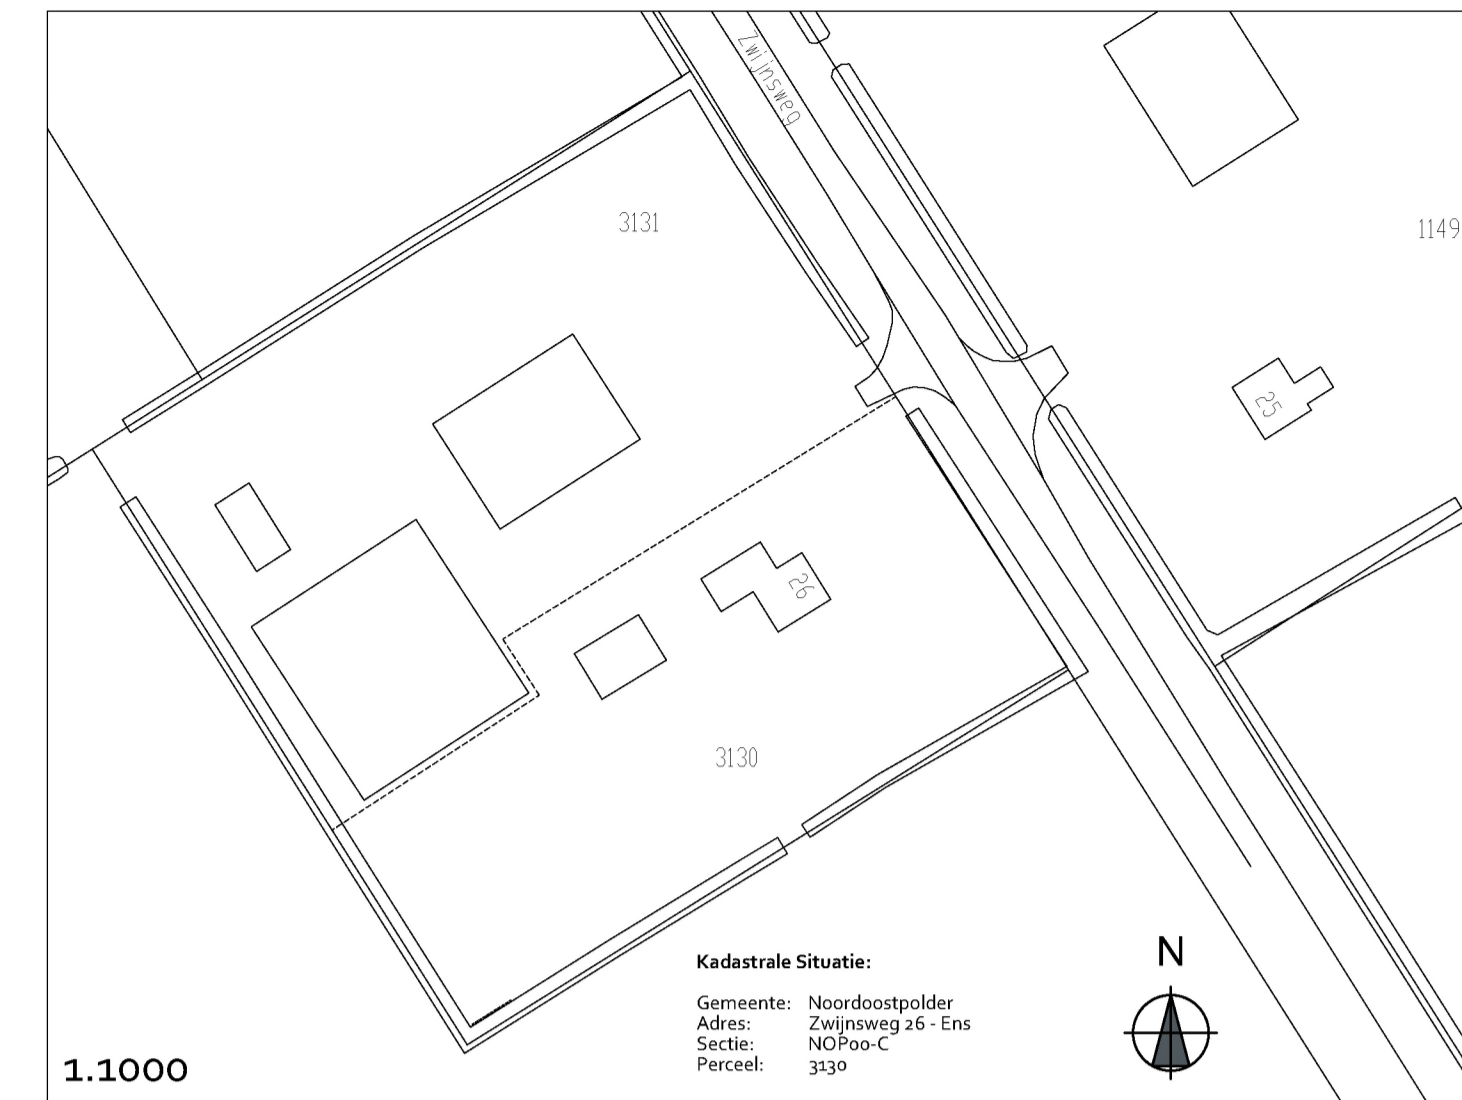 Zwijnsweg
3131
1149
25
26
3130
Kadastrale Situatie:
N
Gemeente: Noordoostpolder
Adres: Zwijnsweg 26 - Ens
Sectie: NOPoo-C
Perceel: 3130
1.1000